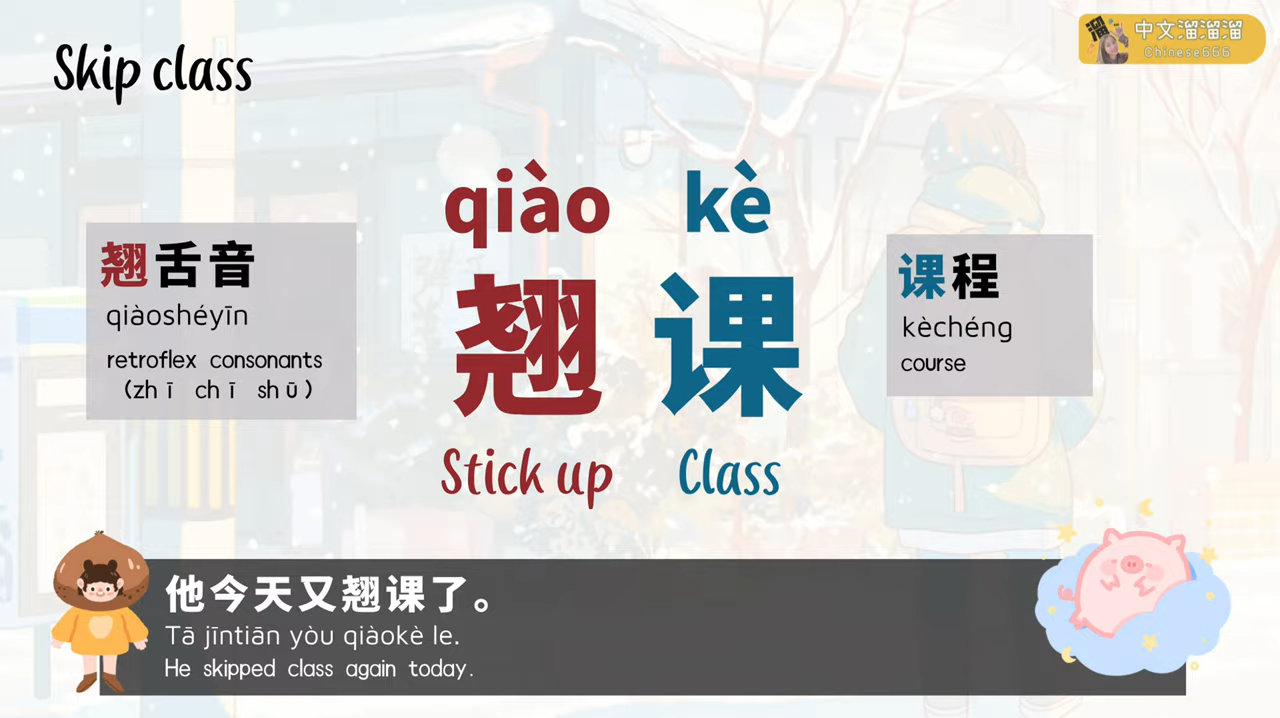 Skip class
溜
中文溜溜溜
Chinese666
qiào kè
翘课
Stick up Class
翘舌音
qiàoshéyīn
retroflex consonants
(zhī chī shū)
课程
kèchéng
course
他今天又翘课了。
Tā jīntiān yòu qiàokè le.
He skipped class again today.